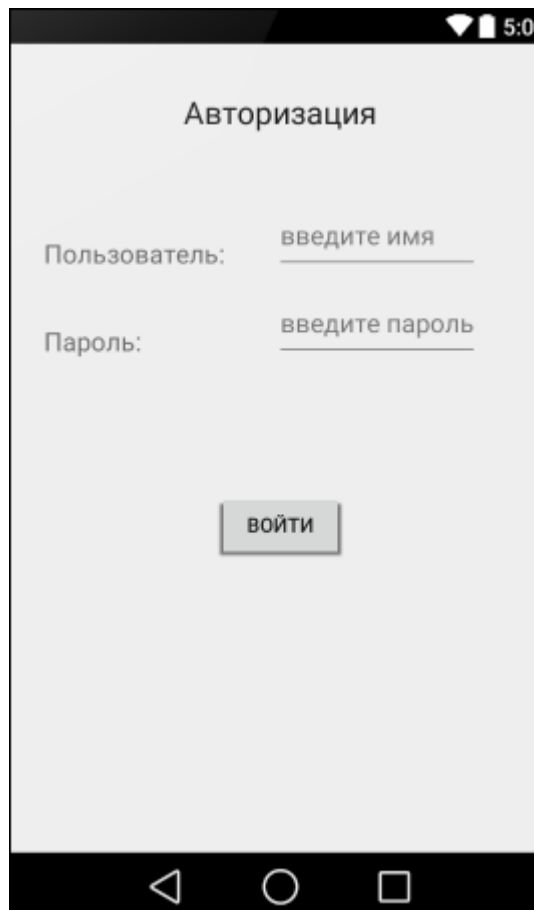 5:0
Авторизация
введите имя
Пользователь:
введите пароль
Пароль:
ВОЙТИ